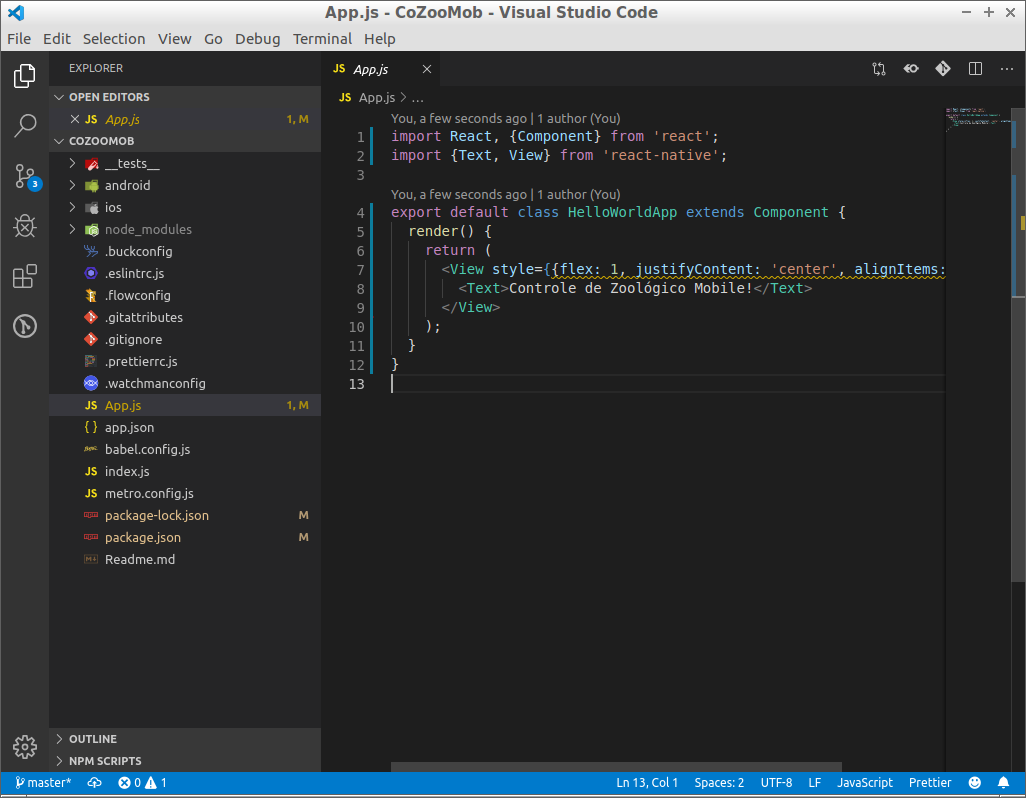 App.js - CoZooMob - Visual Studio Code
File Edit Selection View Go Debug Terminal Help
EXPLORER
OPEN EDITORS
JS App.js 1, M
COZOOMOB
__tests__
android
ios
node_modules
.buckconfig
.eslintrc.js
.flowconfig
.gitattributes
.gitignore
.prettierrc.js
.watchmanconfig
JS App.js 1, M
{ } app.json
babel.config.js
JS index.js
JS metro.config.js
package-lock.json M
package.json M
Readme.md
OUTLINE
NPM SCRIPTS
3
JS App.js
JS App.js > ...
You, a few seconds ago | 1 author (You)
1 import React, {Component} from 'react';
2 import {Text, View} from 'react-native';
3
You, a few seconds ago | 1 author (You)
4 export default class HelloWorldApp extends Component {
5 render() {
6 return (
7 <View style={{flex: 1, justifyContent: 'center', alignItems:
8 <Text>Controle de Zoológico Mobile!</Text>
9 </View>
10 );
11 }
12 }
13
master* 0 1 Ln 13, Col 1 Spaces: 2 UTF-8 LF JavaScript Prettier